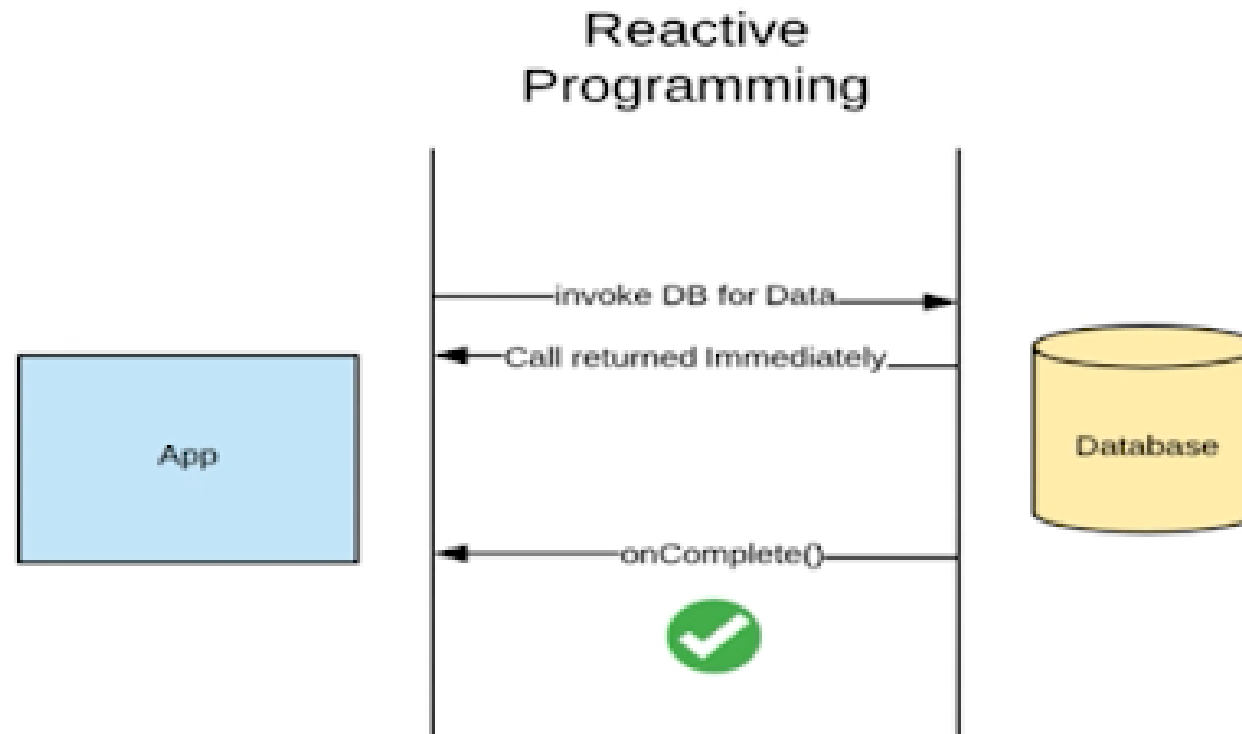 Reactive
Programming
invoke DB for Data
Call returned Immediately
App
Database
onComplete()